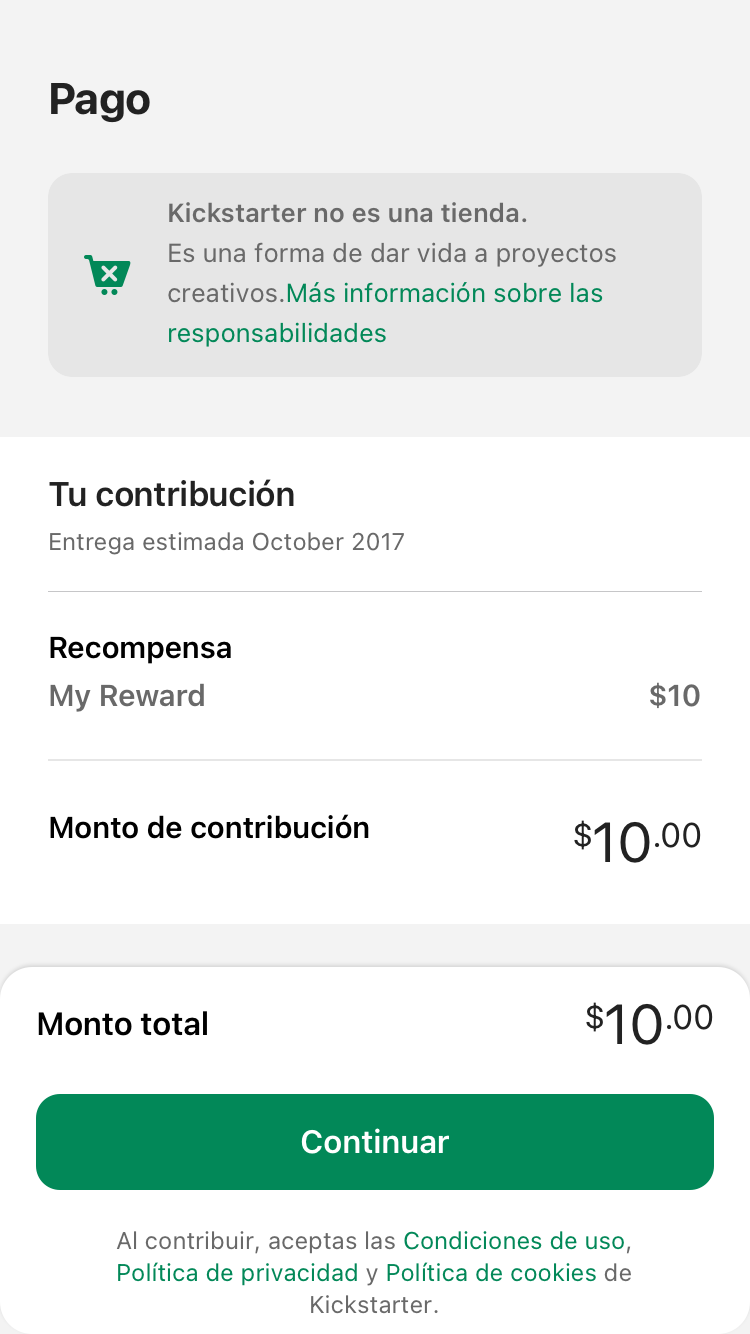 Pago
Kickstarter no es una tienda.
Es una forma de dar vida a proyectos
creativos.Más información sobre las
responsabilidades
Tu contribución
Entrega estimada October 2017
Recompensa
My Reward $10
Monto de contribución $10.00
Monto total $10.00
Continuar
Al contribuir, aceptas las Condiciones de uso,
Política de privacidad y Política de cookies de
Kickstarter.